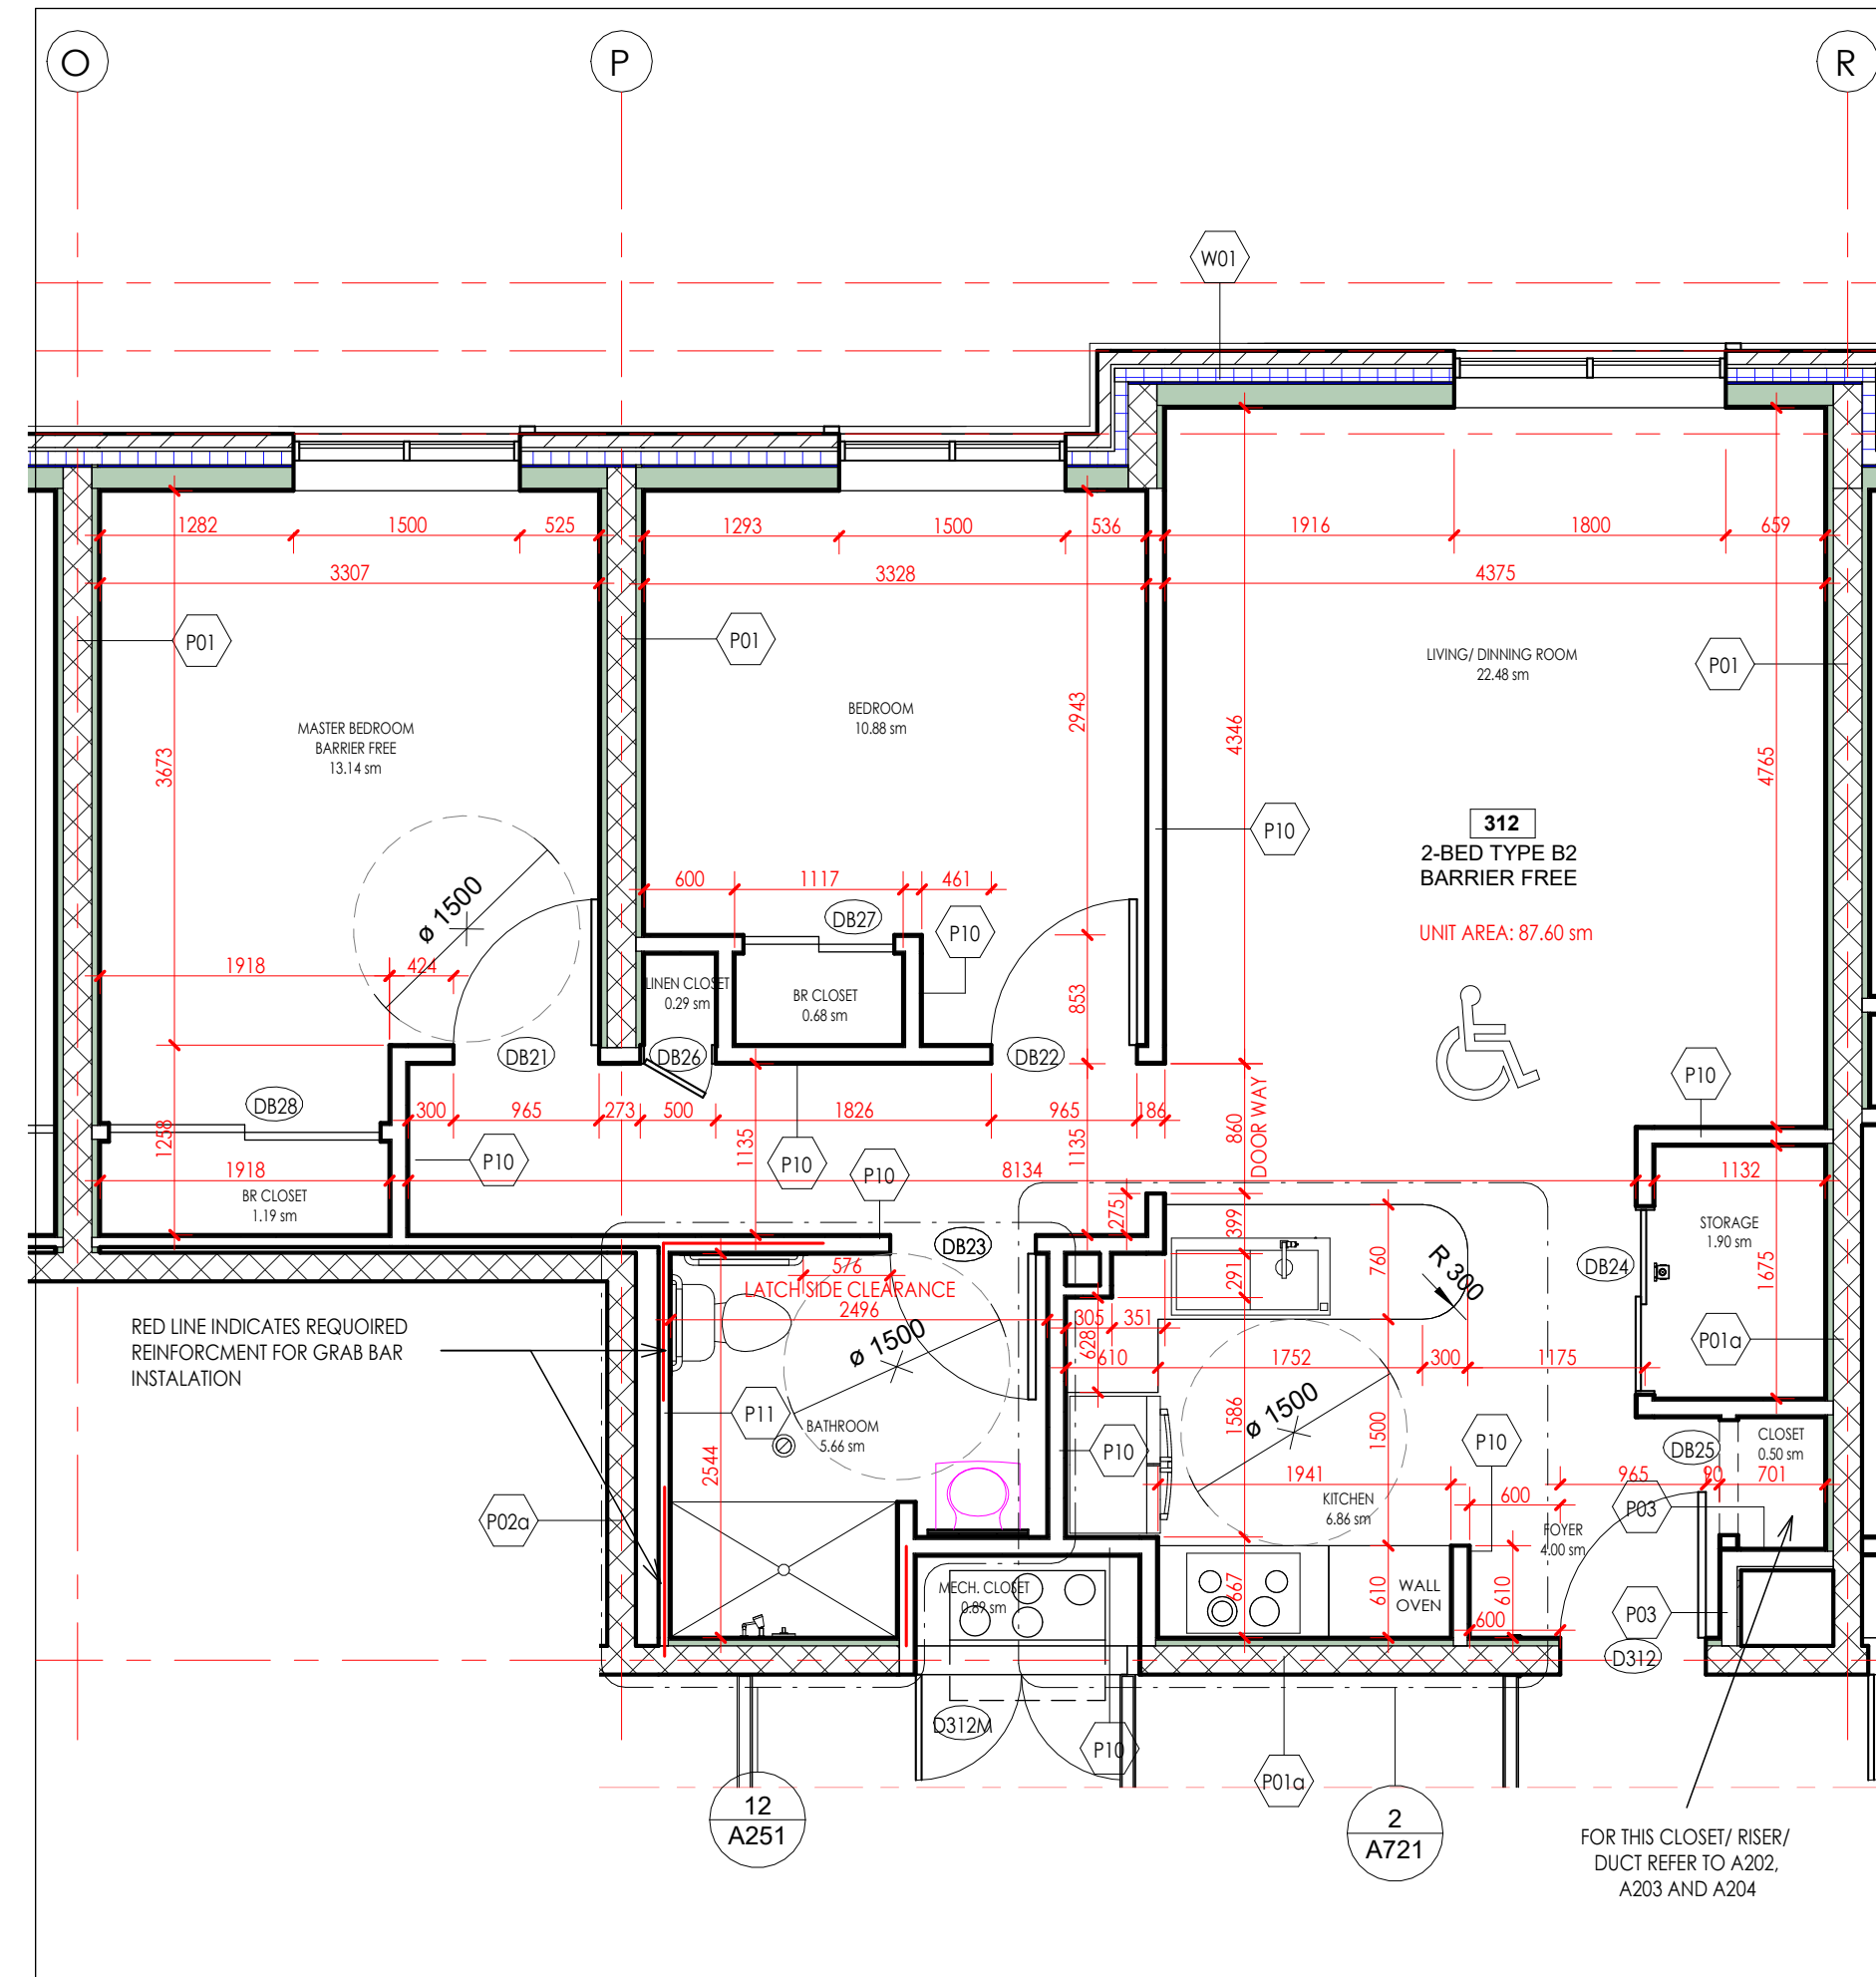 O
P
R
W01
1282
1500
525
1293
1500
536
1916
1800
659
3307
3328
4375
P01
P01
P01
LIVING/ DINNING ROOM
22.48 sm
MASTER BEDROOM
BARRIER FREE
13.14 sm
BEDROOM
10.88 sm
3673
2943
4346
4765
P10
312
2-BED TYPE B2
BARRIER FREE
UNIT AREA: 87.60 sm
ø 1500
600
1117
461
DB27
P10
1918
424
LINEN CLOSET
0.29 sm
BR CLOSET
0.68 sm
853
DB21
DB26
DB22
P10
DB28
300
965
273
500
1826
965
186
860
DOOR WAY
1258
1135
1135
P10
P10
P10
1918
8134
1132
BR CLOSET
1.19 sm
275
399
STORAGE
1.90 sm
DB23
760
DB24
1675
576
LATCH SIDE CLEARANCE
2496
291
R 300
RED LINE INDICATES REQUOIRED
REINFORCMENT FOR GRAB BAR
INSTALATION
305
351
628
P01a
ø 1500
610
1752
300
1175
ø 1500
P11
BATHROOM
5.66 sm
1586
1500
P10
P10
DB25
CLOSET
0.50 sm
2544
1941
965
90
701
600
KITCHEN
6.86 sm
P03
P02a
FOYER
4.00 sm
MECH. CLOSET
0.89 sm
667
610
WALL
OVEN
610
600
P03
D312
D312M
P10
P01a
12
A251
2
A721
FOR THIS CLOSET/ RISER/
DUCT REFER TO A202,
A203 AND A204